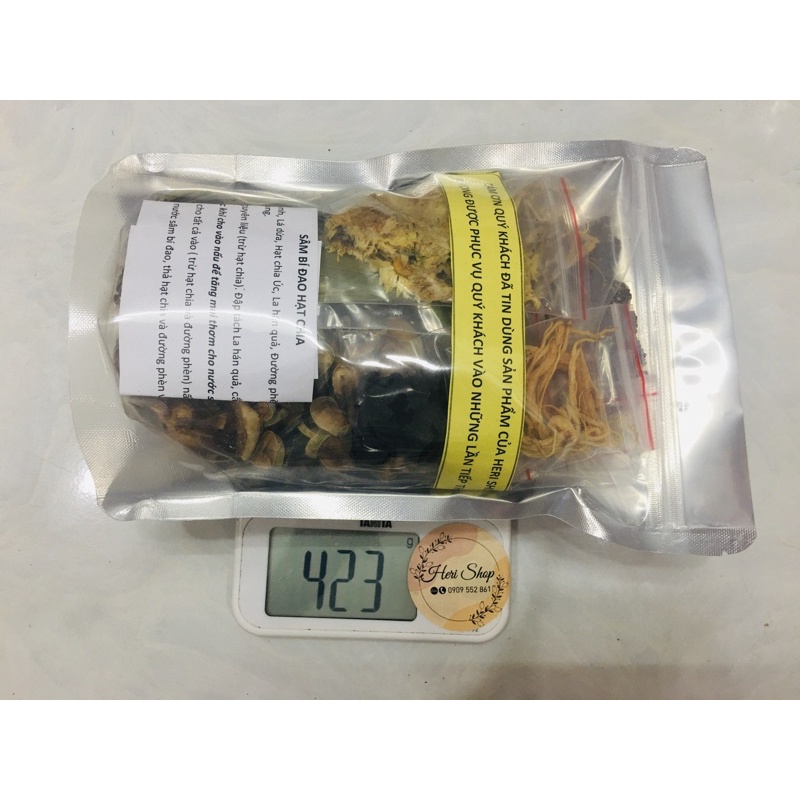 SÂM BÍ ĐAO HẠT CHIA
Lá dứa, Hạt chia Úc, La hán quả, Đường
(trừ hạt chia). Đập tách La hán quả,
khi cho vào nấu để tăng mùi thơm cho nước
cho tất cả vào ( trừ hạt chia và đường phèn)
nước sâm bí đao, thả hạt chia và đường phèn
ƠN QUÝ KHÁCH ĐÃ TIN DÙNG SẢN PHẨM CỦA HERI
ĐƯỢC PHỤC VỤ QUÝ KHÁCH VÀO NHỮNG LẦN TIẾP
TANITA
423
g
Heri Shop
0909 552 861